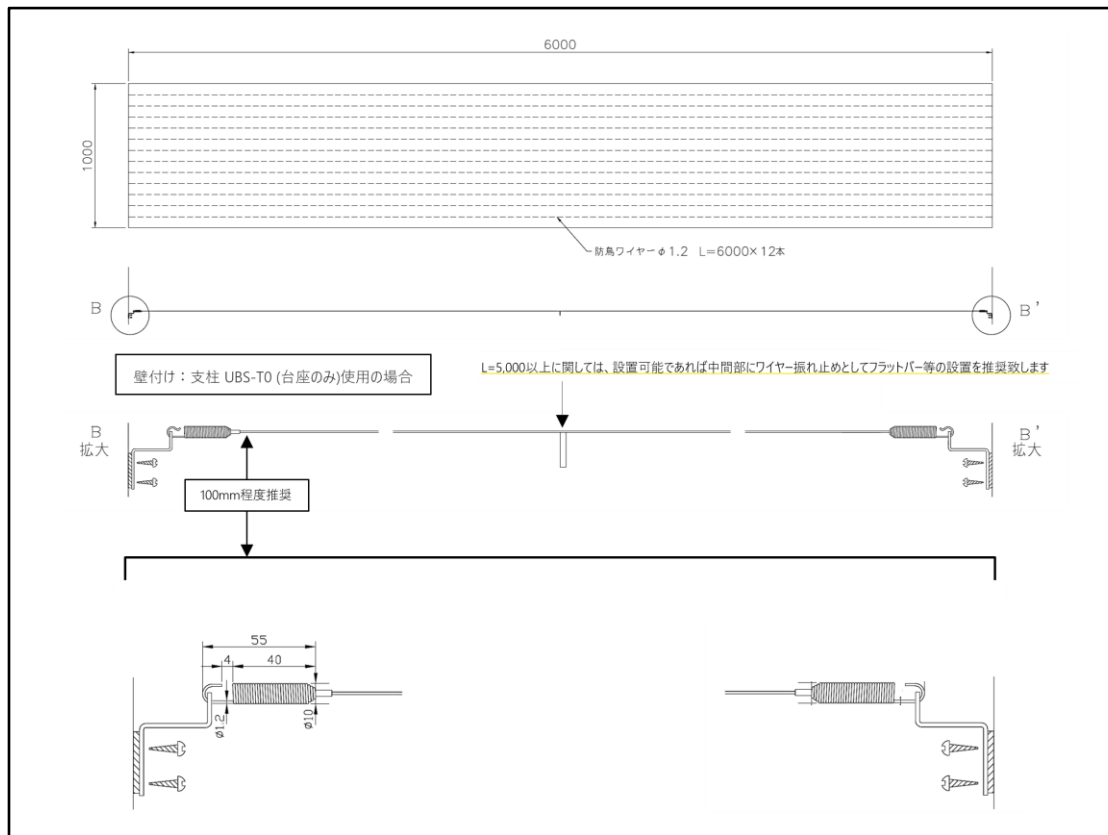 6000
1000
防鳥ワイヤーφ1.2 L=6000×12本
B
B'
壁付け：支柱 UBS-T0 (台座のみ)使用の場合
L=5,000以上に関しては、設置可能であれば中間部にワイヤー振れ止めとしてフラットバー等の設置を推奨致します
B
拡大
B'
拡大
100mm程度推奨
55
4
40
φ1.2
φ10